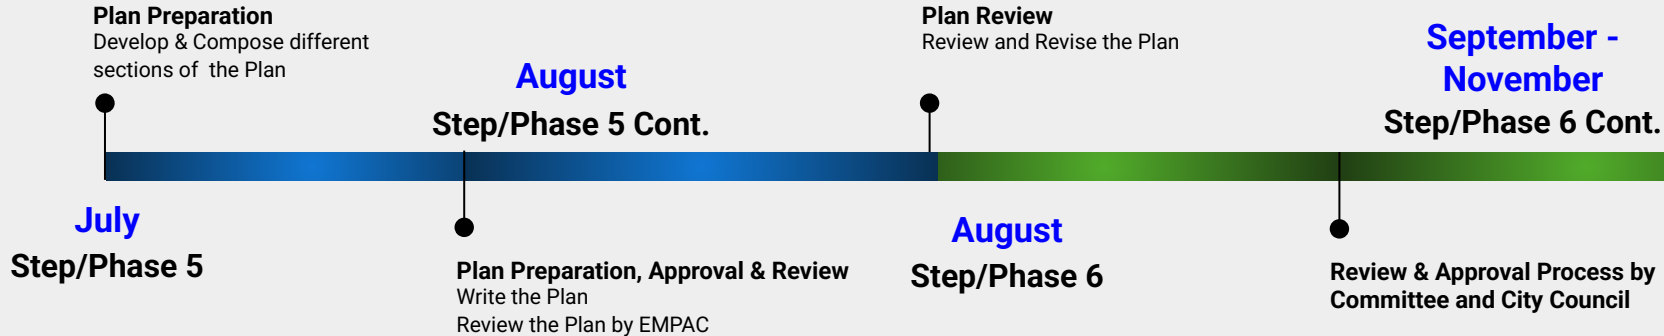 Plan Preparation
Develop & Compose different
sections of the Plan
July
Step/Phase 5
August
Step/Phase 5 Cont.
Plan Preparation, Approval & Review
Write the Plan
Review the Plan by EMPAC
Plan Review
Review and Revise the Plan
August
Step/Phase 6
September -
November
Step/Phase 6 Cont.
Review & Approval Process by
Committee and City Council